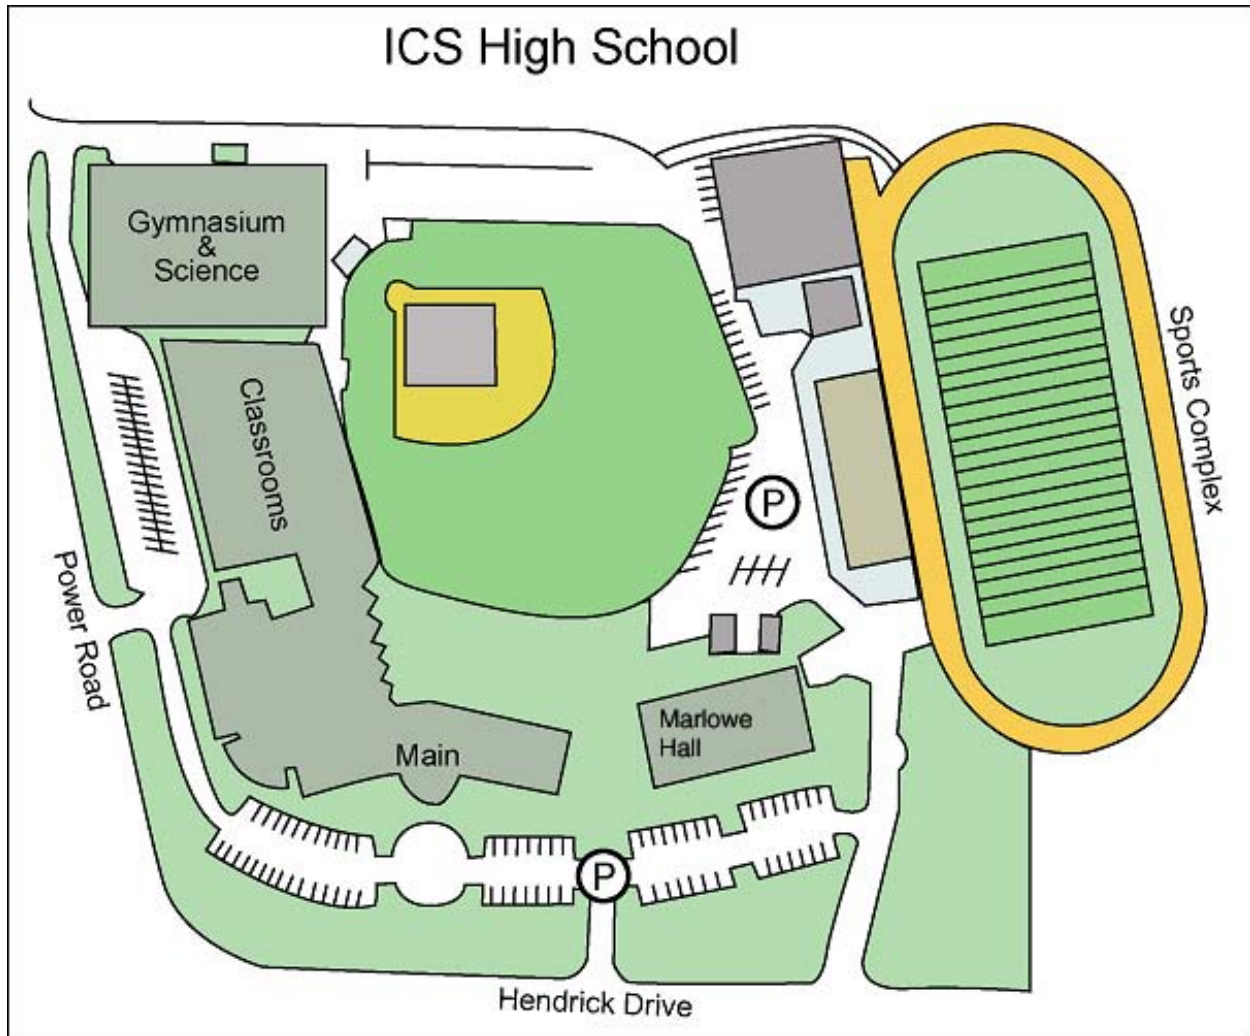 ICS High School
Gymnasium
&
Science
Classrooms
Sports Complex
P
Power Road
Marlowe
Hall
Main
P
Hendrick Drive